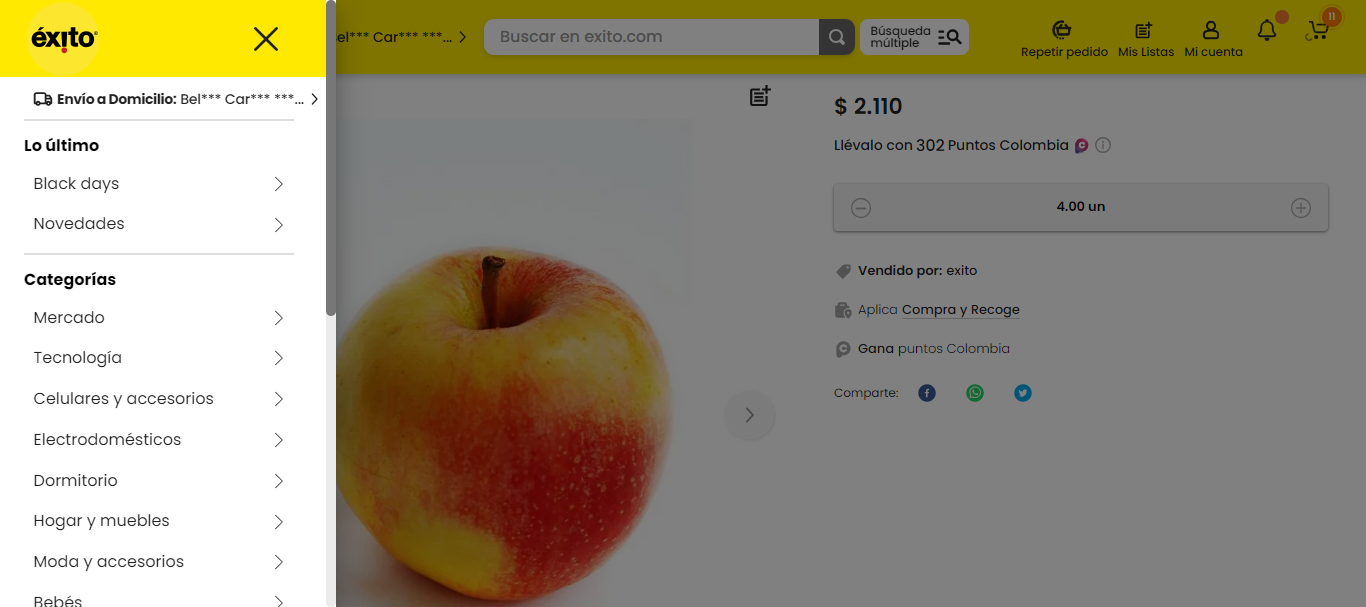 éxito
Envío a Domicilio: Bel*** Car*** ***...
Lo último
Black days
Novedades
Categorías
Mercado
Tecnología
Celulares y accesorios
Electrodomésticos
Dormitorio
Hogar y muebles
Moda y accesorios
Bebés
el*** Car*** ***...
Buscar en exito.com
Búsqueda
múltiple
Repetir pedido
Mis Listas
Mi cuenta
11
$ 2.110
Llévalo con 302 Puntos Colombia
4.00 un
Vendido por: exito
Aplica Compra y Recoge
Gana puntos Colombia
Comparte: